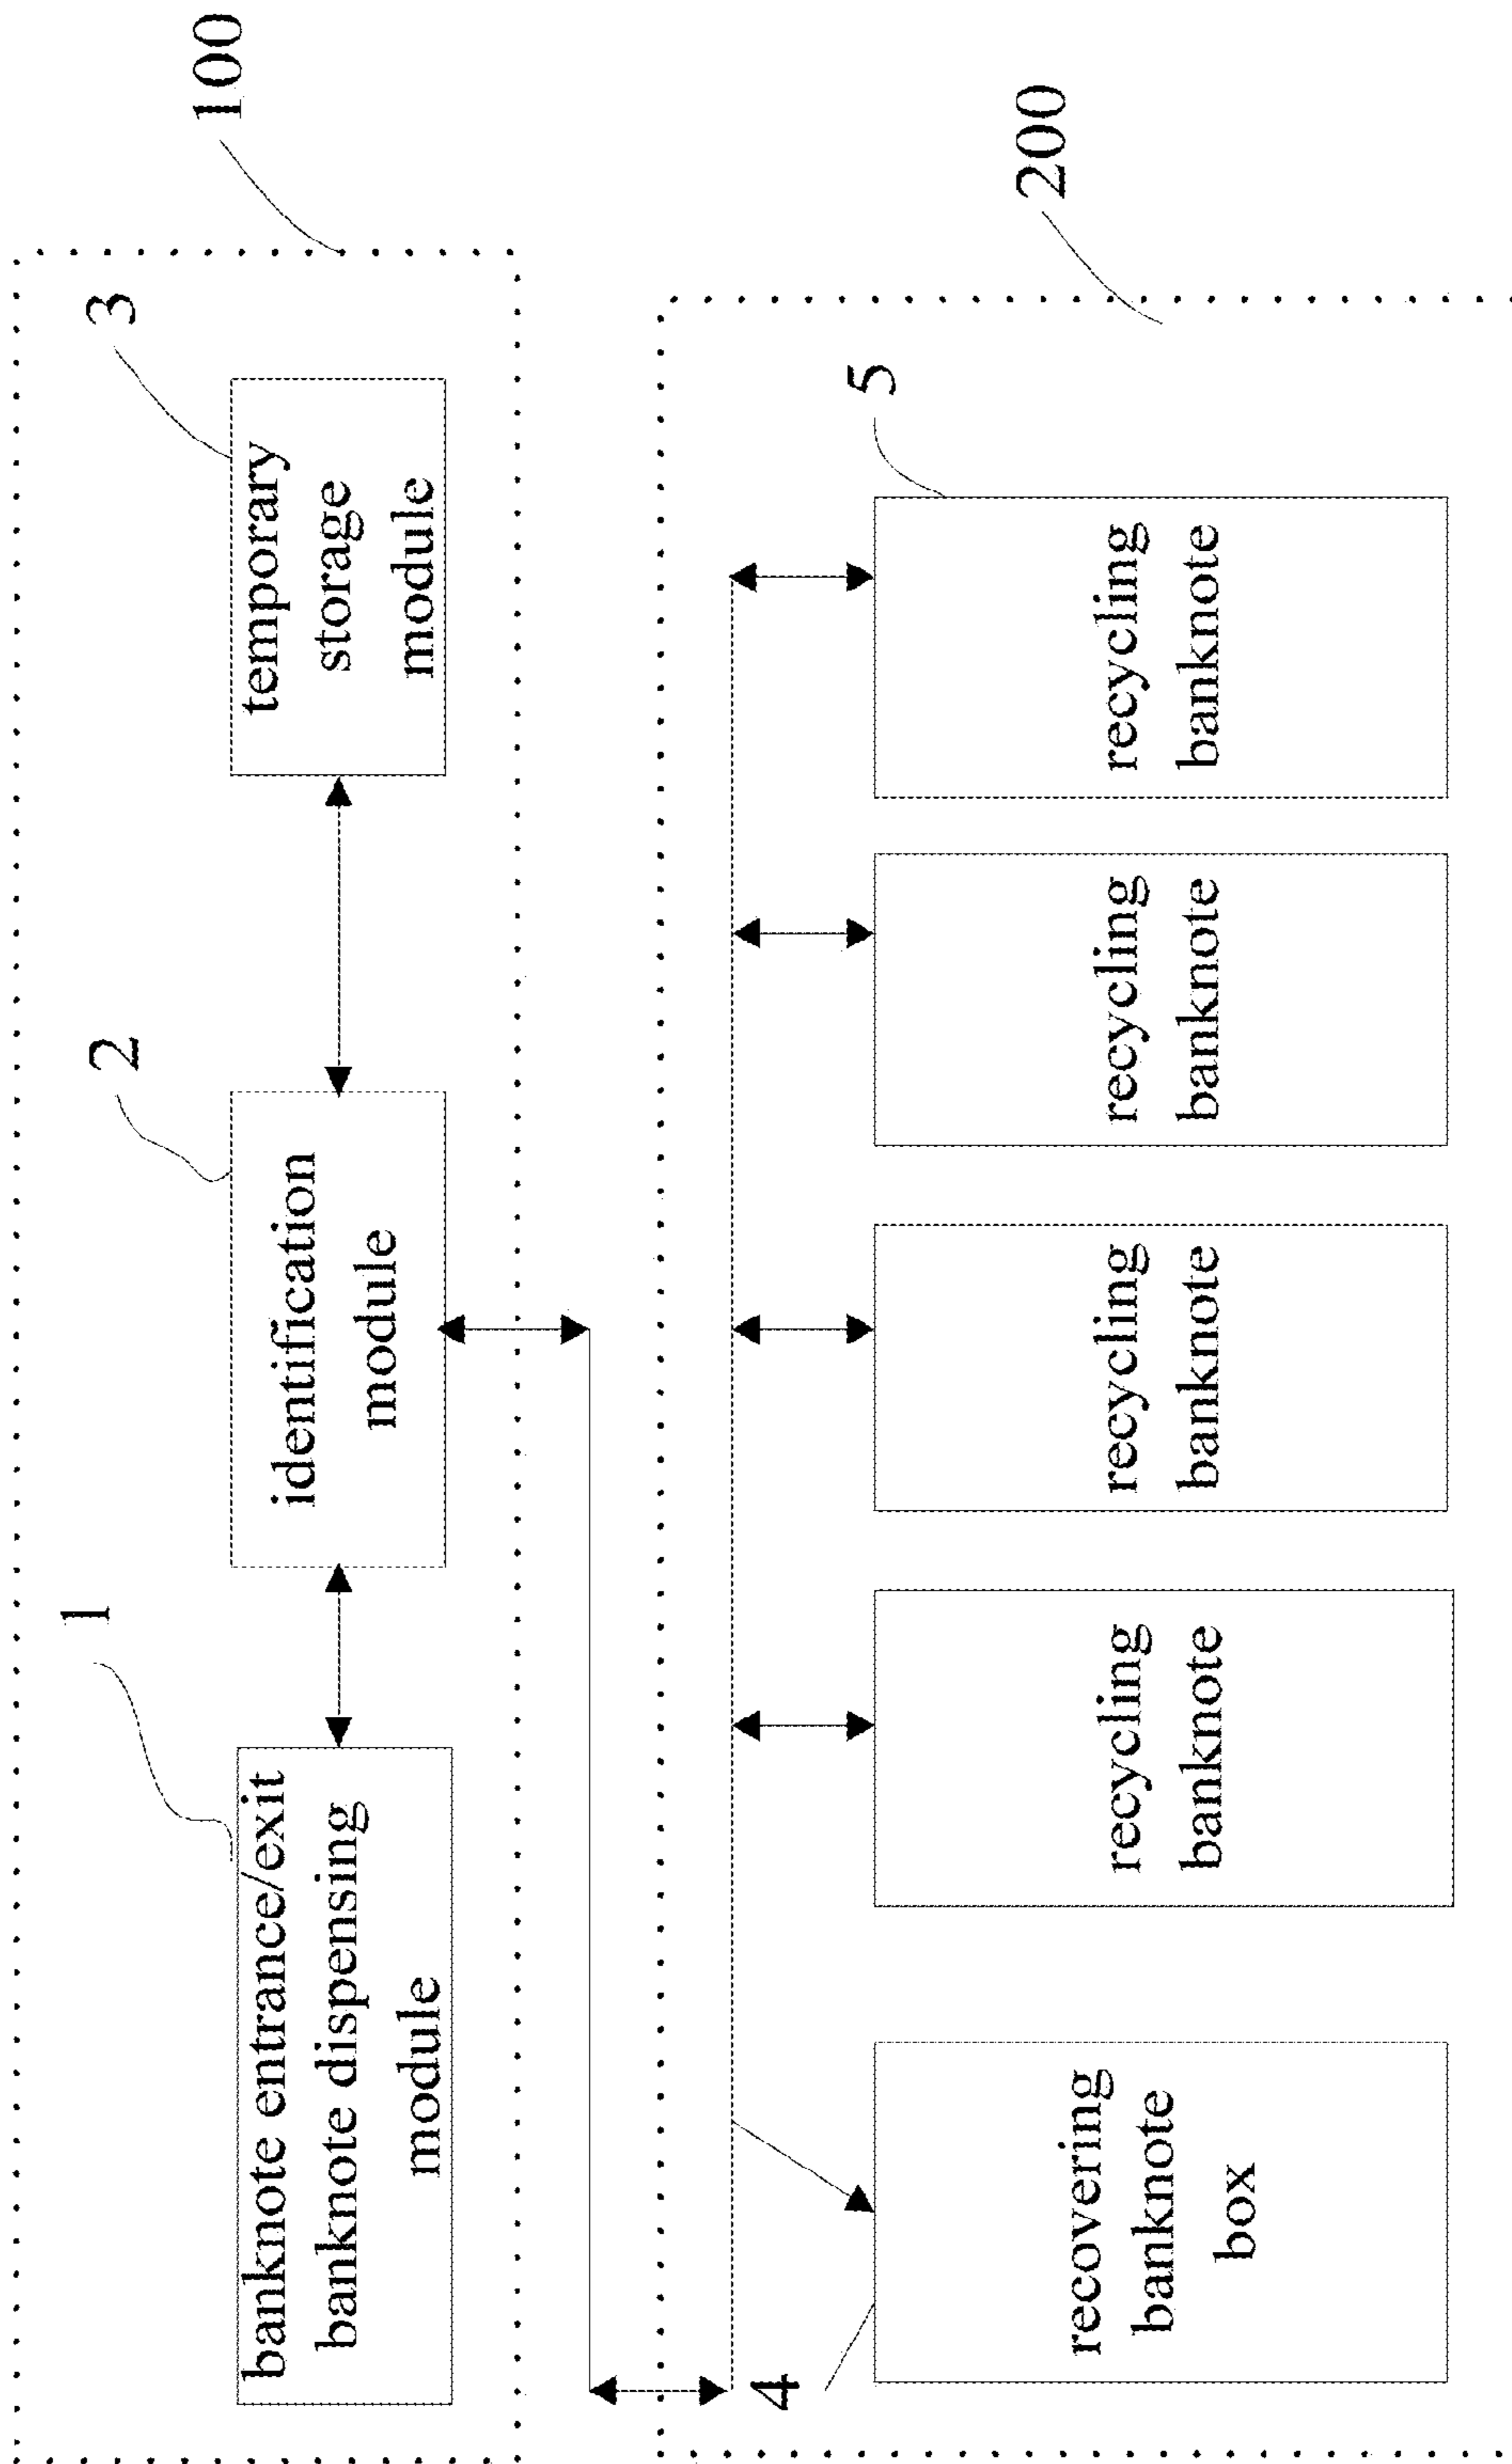 100
1
2
3
banknote entrance/exit
banknote dispensing
module
identification
module
temporary
storage
module
200
4
5
recovering
banknote
box
recycling
banknote
recycling
banknote
recycling
banknote
recycling
banknote